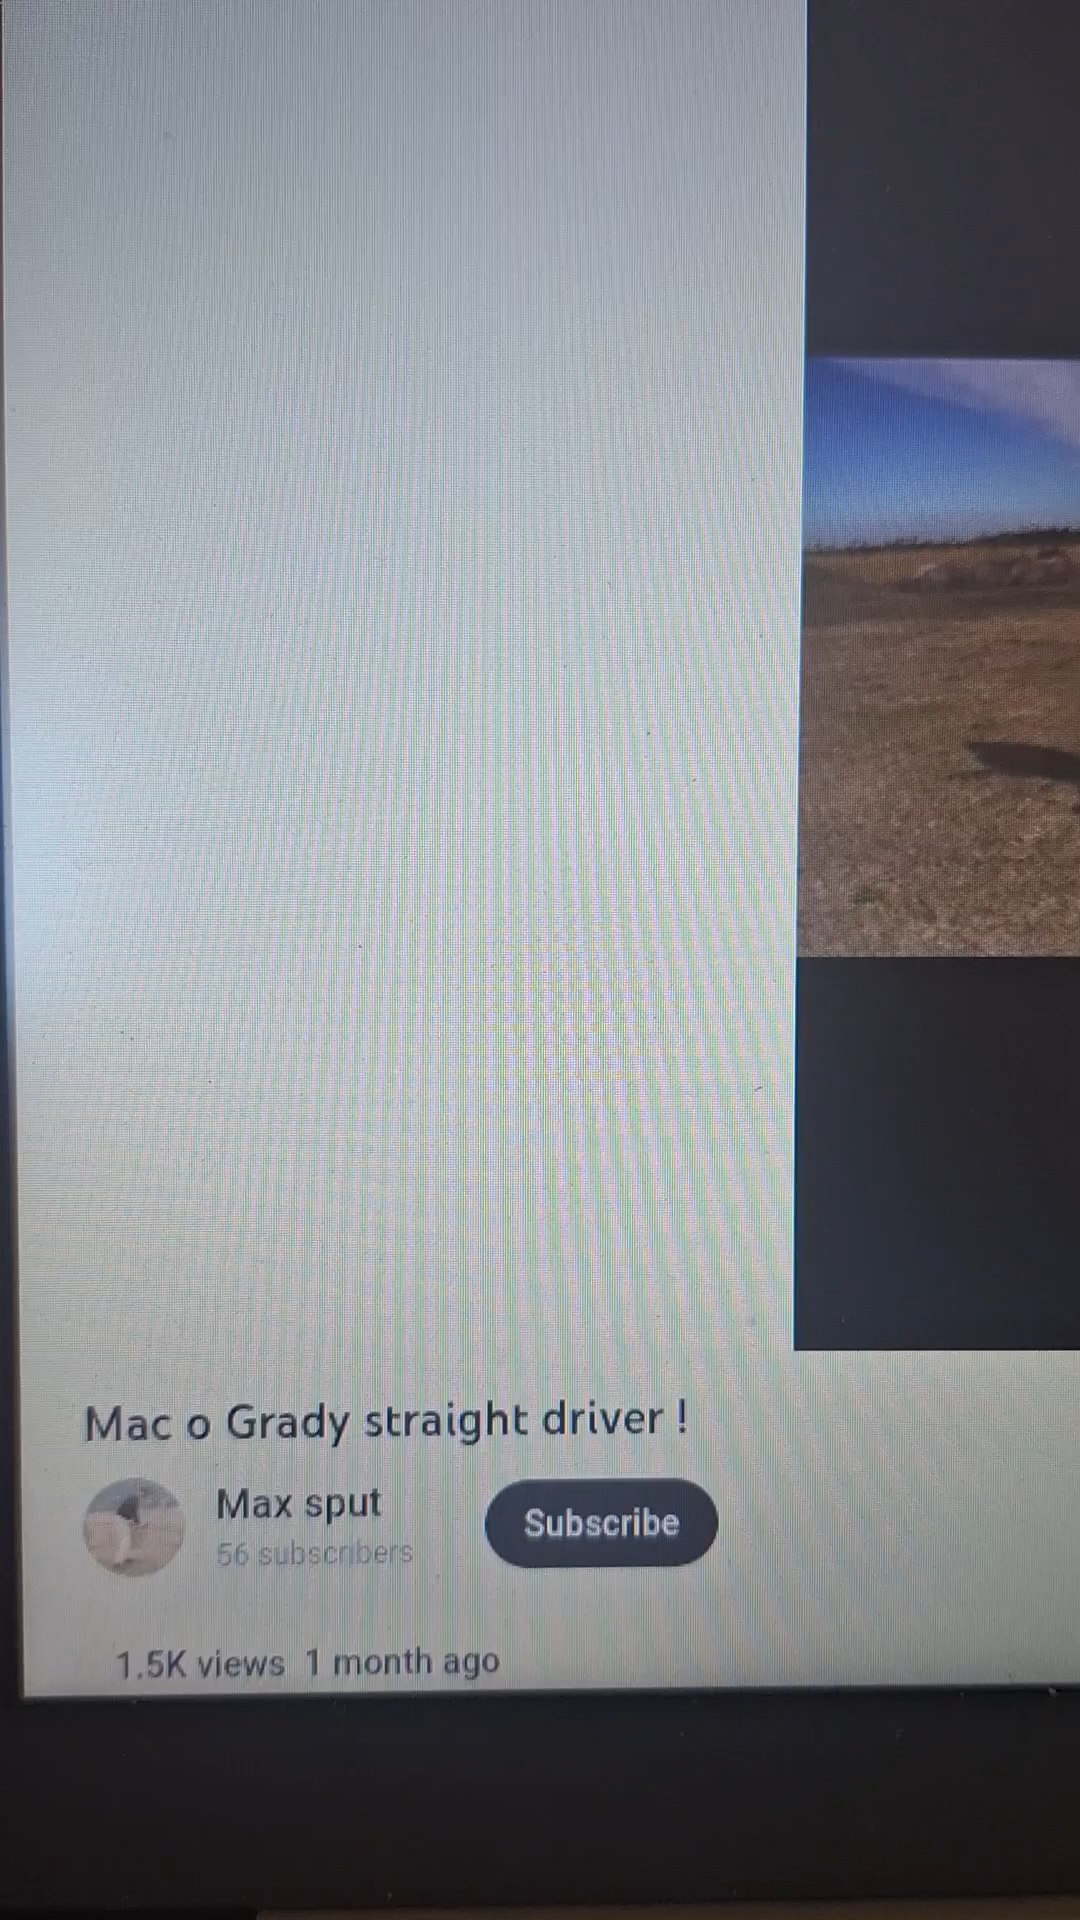 Mac o Grady straight driver !
Max sput
56 subscribers
Subscribe
1.5K views 1 month ago